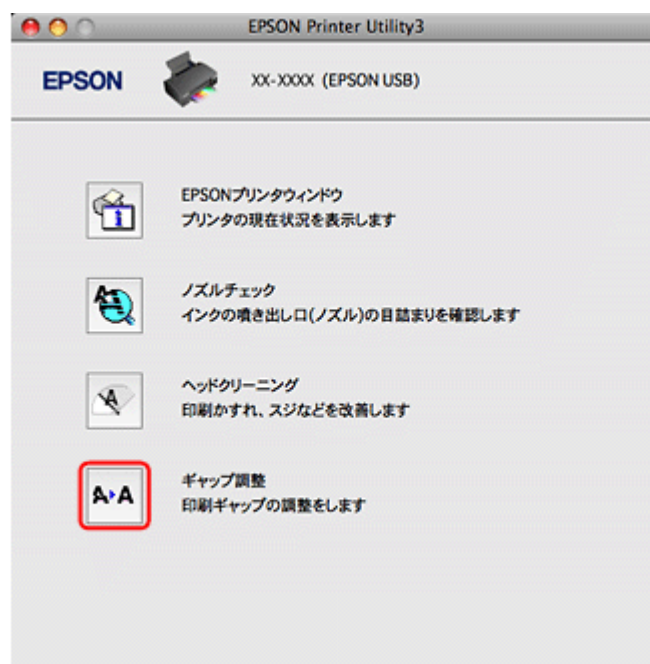 EPSON Printer Utility3
EPSON
XX-XXXX (EPSON USB)
EPSONプリンタウィンドウ
プリンタの現在状況を表示します
ノズルチェック
インクの噴き出し口(ノズル)の目詰まりを確認します
ヘッドクリーニング
印刷かすれ、スジなどを改善します
A▸A
ギャップ調整
印刷ギャップの調整をします